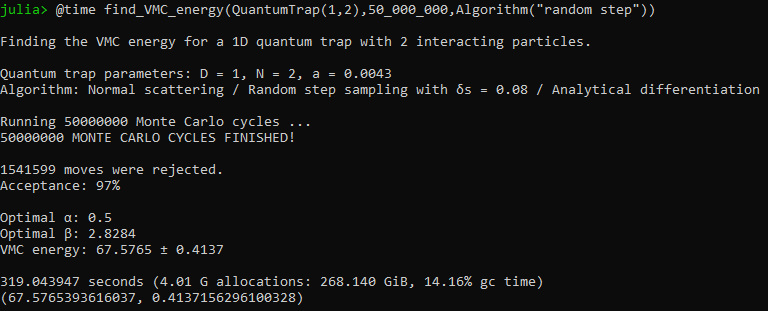 julia> @time find_VMC_energy(QuantumTrap(1,2),50_000_000,Algorithm("random step"))
Finding the VMC energy for a 1D quantum trap with 2 interacting particles.
Quantum trap parameters: D = 1, N = 2, a = 0.0043
Algorithm: Normal scattering / Random step sampling with δs = 0.08 / Analytical differentiation
Running 50000000 Monte Carlo cycles ...
50000000 MONTE CARLO CYCLES FINISHED!
1541599 moves were rejected.
Acceptance: 97%
Optimal α: 0.5
Optimal β: 2.8284
VMC energy: 67.5765 ± 0.4137
319.043947 seconds (4.01 G allocations: 268.140 GiB, 14.16% gc time)
(67.5765393616037, 0.4137156296100328)